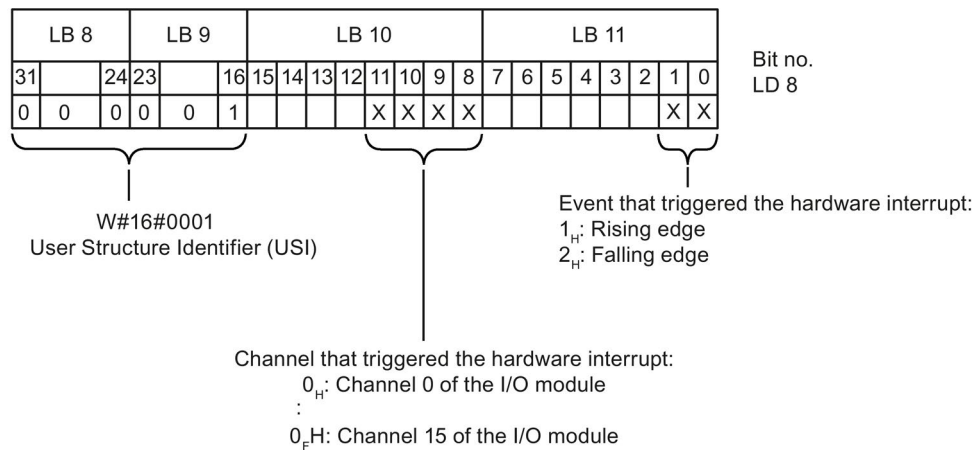 LB 8 LB 9 LB 10 LB 11
31 24 23 16 15 14 13 12 11 10 9 8 7 6 5 4 3 2 1 0
0 0 0 0 0 1 X X X X X X
Bit no.
LD 8
W#16#0001
User Structure Identifier (USI)
Event that triggered the hardware interrupt:
1H: Rising edge
2H: Falling edge
Channel that triggered the hardware interrupt:
0H: Channel 0 of the I/O module
:
0FH: Channel 15 of the I/O module